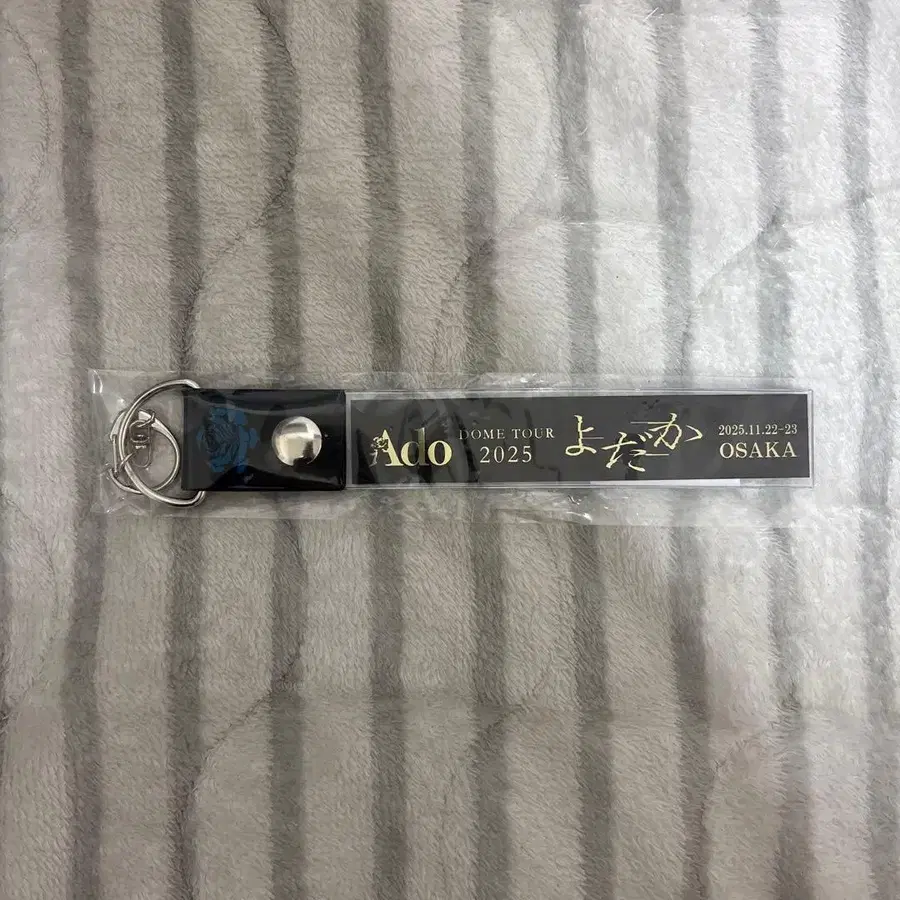 Ado
DOME TOUR
2025
よだか
2025.11.22-23
OSAKA